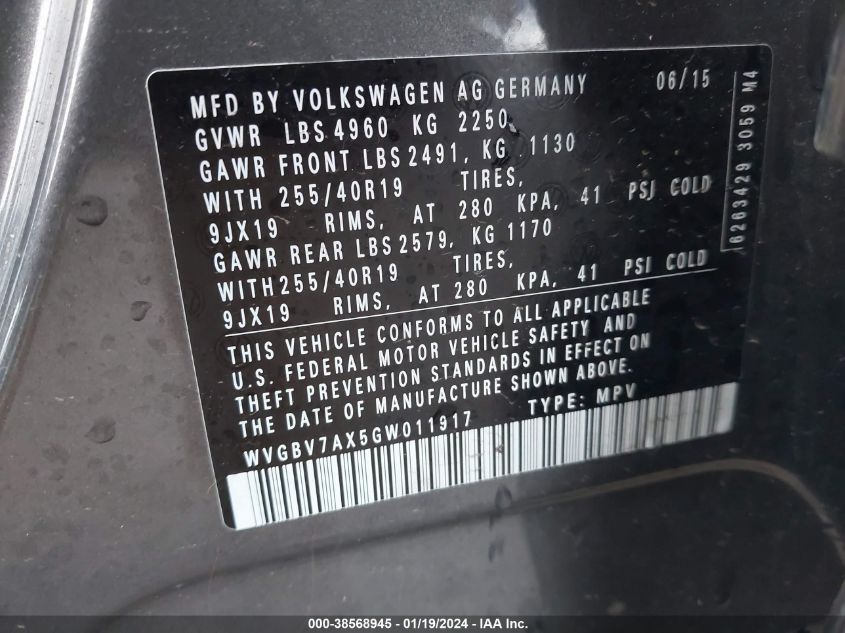 MFD BY VOLKSWAGEN AG GERMANY 06/15
GVWR LBS 4960 KG 2250
GAWR FRONT LBS 2491, KG 1130
WITH 255/40R19 TIRES,
9JX19 RIMS, AT 280 KPA, 41 PSI COLD
GAWR REAR LBS 2579, KG 1170
WITH 255/40R19 TIRES,
9JX19 RIMS, AT 280 KPA, 41 PSI COLD
THIS VEHICLE CONFORMS TO ALL APPLICABLE
U.S. FEDERAL MOTOR VEHICLE SAFETY AND
THEFT PREVENTION STANDARDS IN EFFECT ON
THE DATE OF MANUFACTURE SHOWN ABOVE.
WVGBV7AX5GW011917 TYPE: MPV
6263429 3059 M4
000-38568945 - 01/19/2024 - IAA Inc.